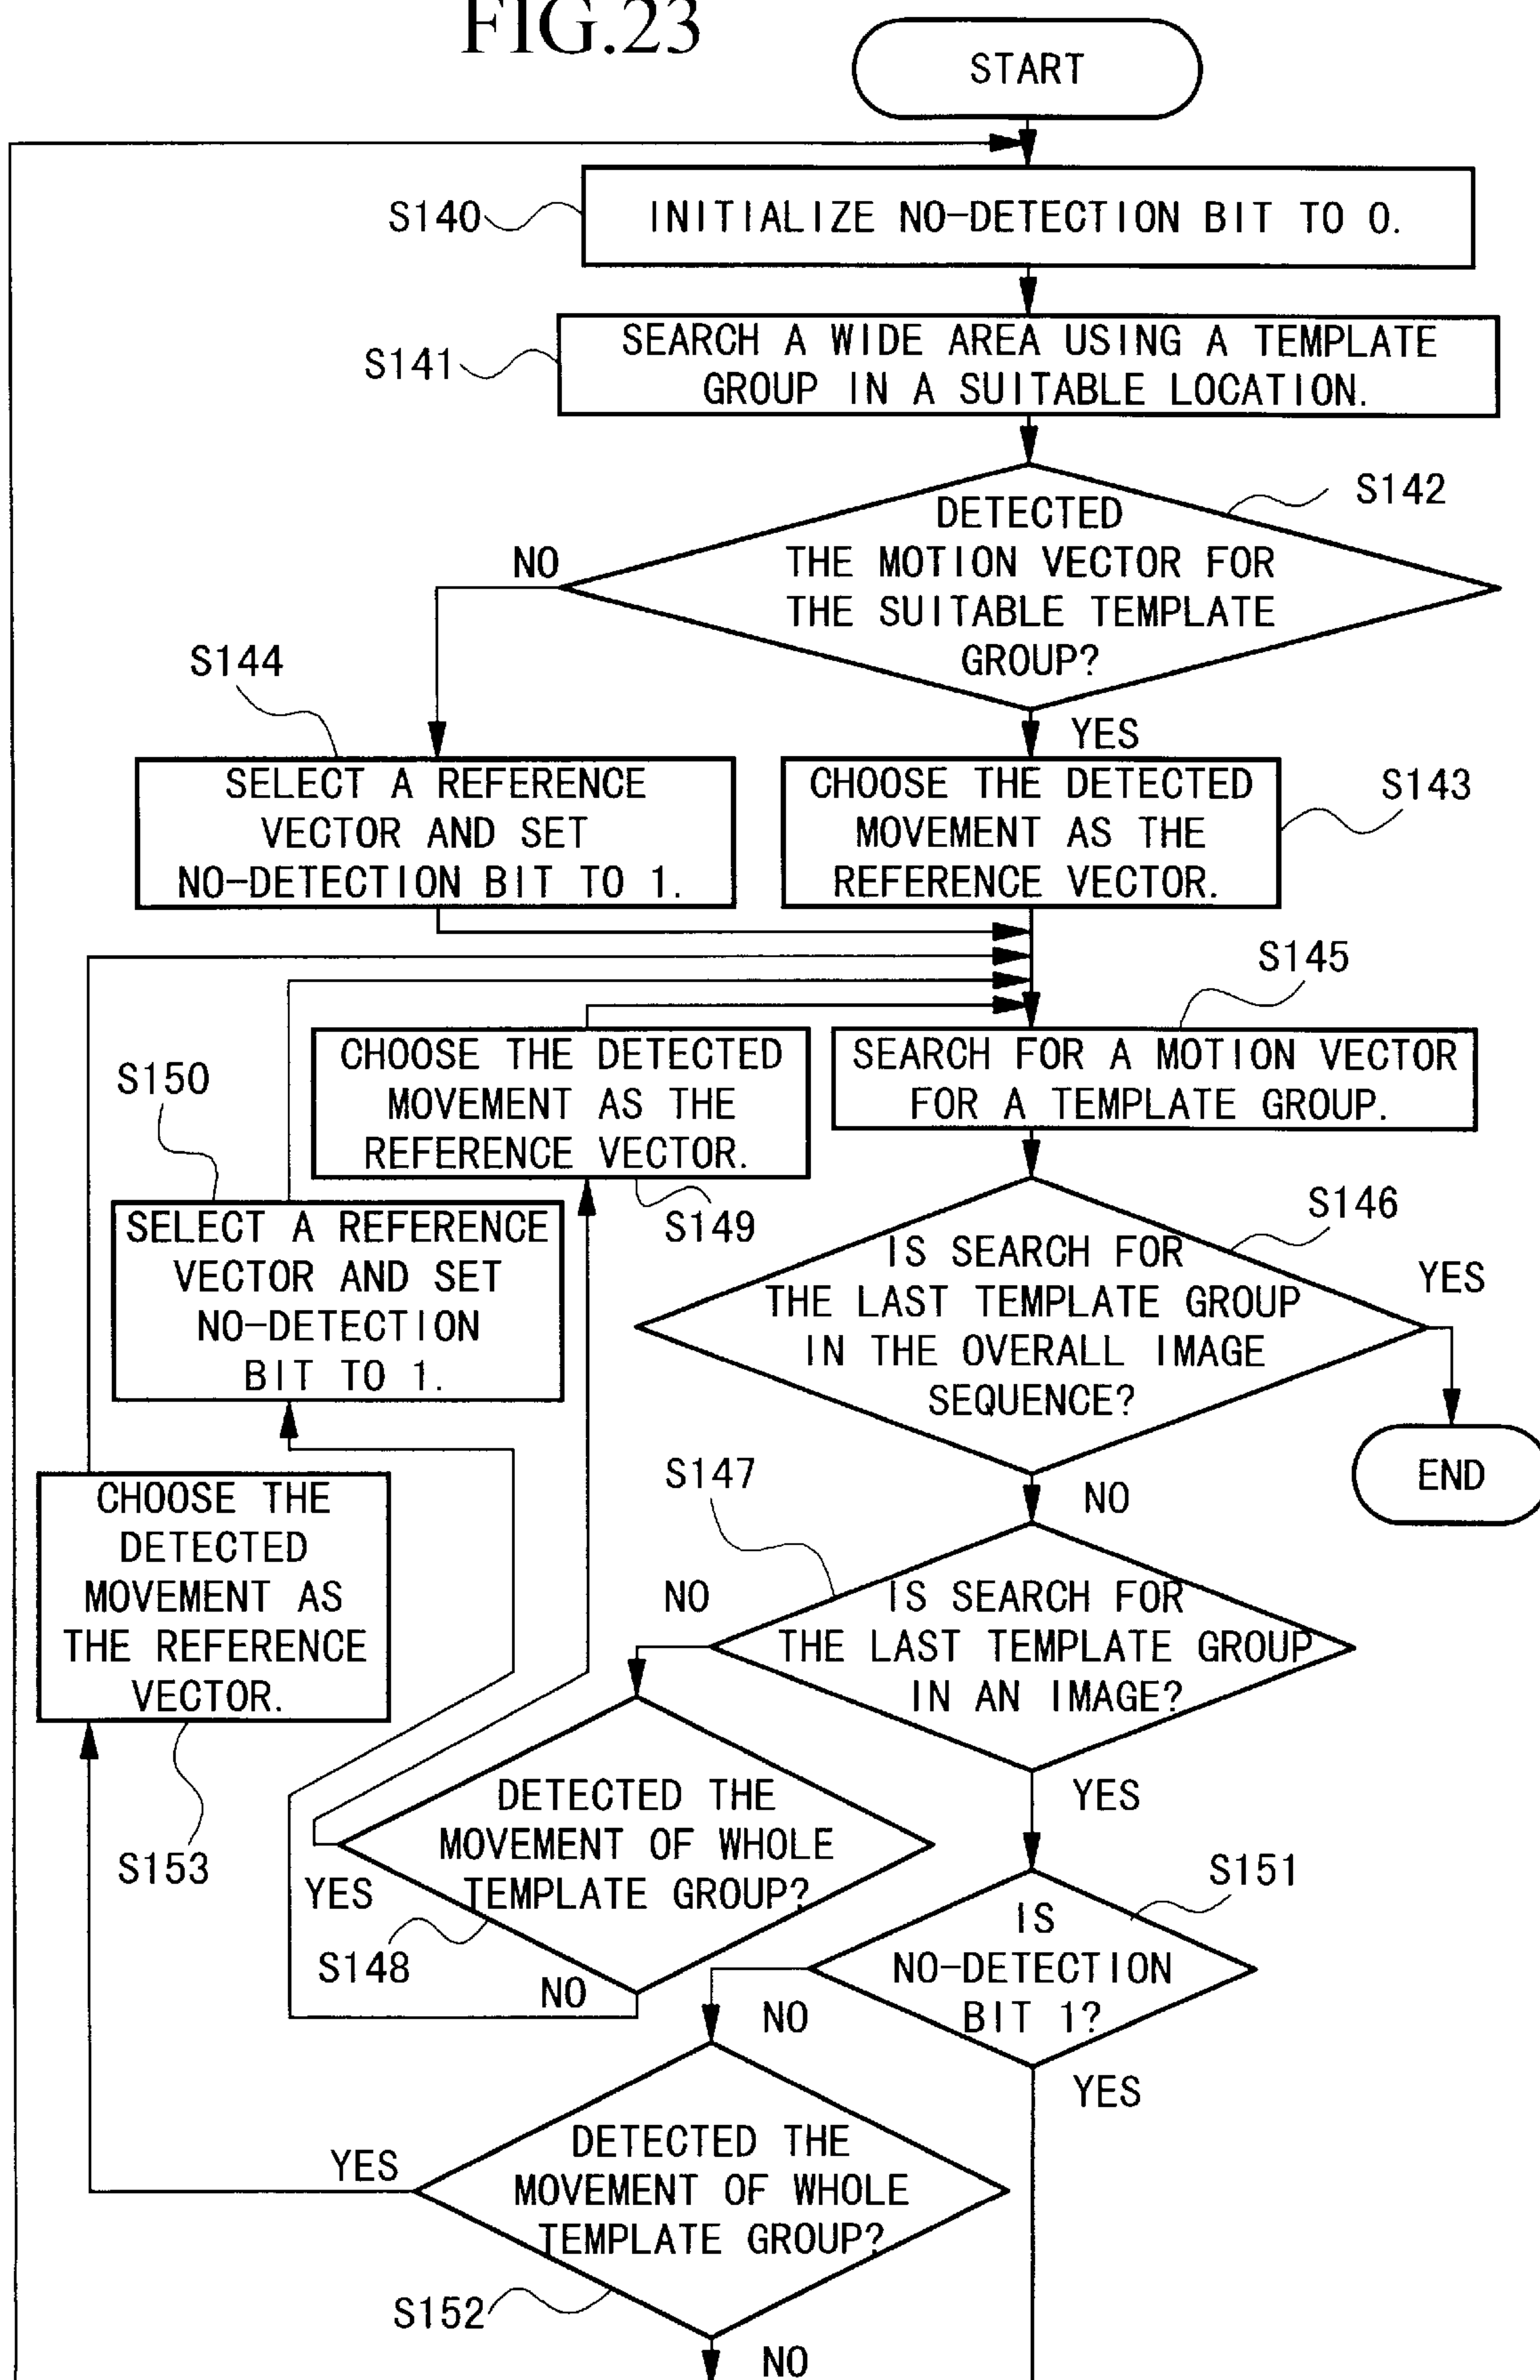 FIG.23
START
S140
INITIALIZE NO-DETECTION BIT TO 0.
S141
SEARCH A WIDE AREA USING A TEMPLATE
GROUP IN A SUITABLE LOCATION.
S142
DETECTED
THE MOTION VECTOR FOR
THE SUITABLE TEMPLATE
GROUP?
NO
YES
S144
SELECT A REFERENCE
VECTOR AND SET
NO-DETECTION BIT TO 1.
CHOOSE THE DETECTED
MOVEMENT AS THE
REFERENCE VECTOR.
S143
S145
SEARCH FOR A MOTION VECTOR
FOR A TEMPLATE GROUP.
CHOOSE THE DETECTED
MOVEMENT AS THE
REFERENCE VECTOR.
S149
S150
SELECT A REFERENCE
VECTOR AND SET
NO-DETECTION
BIT TO 1.
S146
IS SEARCH FOR
THE LAST TEMPLATE GROUP
IN THE OVERALL IMAGE
SEQUENCE?
YES
END
NO
S147
IS SEARCH FOR
THE LAST TEMPLATE GROUP
IN AN IMAGE?
NO
YES
CHOOSE THE
DETECTED
MOVEMENT AS
THE REFERENCE
VECTOR.
S153
DETECTED THE
MOVEMENT OF WHOLE
TEMPLATE GROUP?
YES
S148
NO
S151
IS
NO-DETECTION
BIT 1?
NO
YES
DETECTED THE
MOVEMENT OF WHOLE
TEMPLATE GROUP?
YES
S152
NO